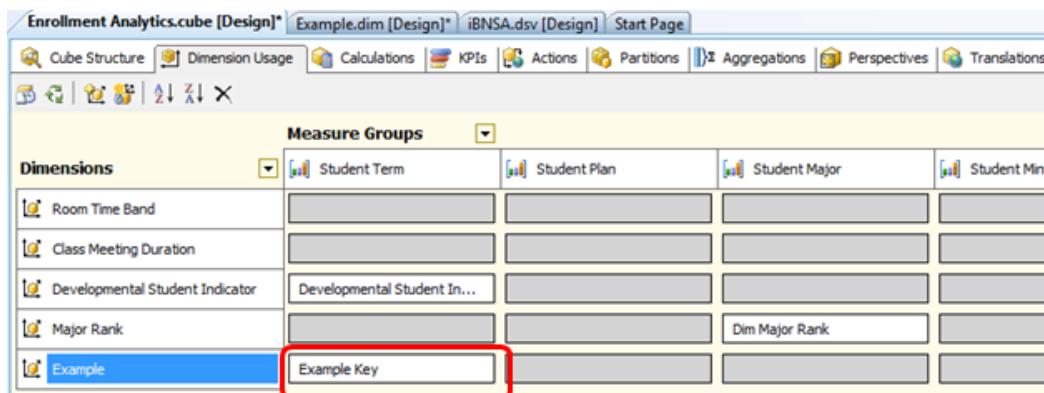 Enrollment Analytics.cube [Design]* Example.dim [Design]* iBNSA.dsv [Design] Start Page
Cube Structure Dimension Usage Calculations KPIs Actions Partitions Aggregations Perspectives Translations
Measure Groups
Dimensions Student Term Student Plan Student Major Student Min
Room Time Band
Class Meeting Duration
Developmental Student Indicator Developmental Student In...
Major Rank Dim Major Rank
Example Example Key